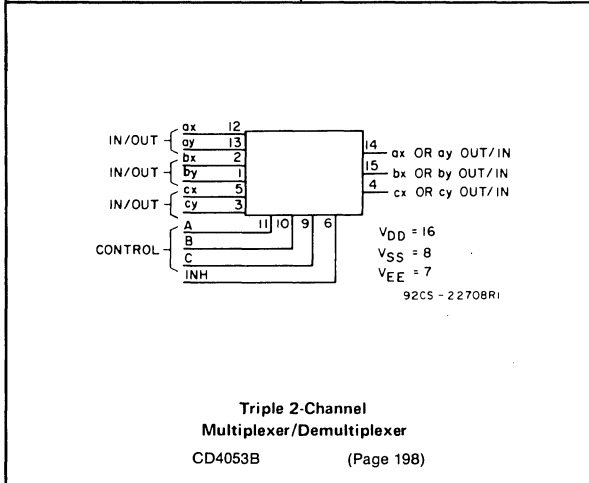 IN/OUT
ax 12
ay 13
IN/OUT
bx 2
by 1
IN/OUT
cx 5
cy 3
14 ax OR ay OUT/IN
15 bx OR by OUT/IN
4 cx OR cy OUT/IN
CONTROL
A 11
B 10
C 9
INH 6
VDD = 16
VSS = 8
VEE = 7
92CS-22708R1
Triple 2-Channel
Multiplexer/Demultiplexer
CD4053B (Page 198)